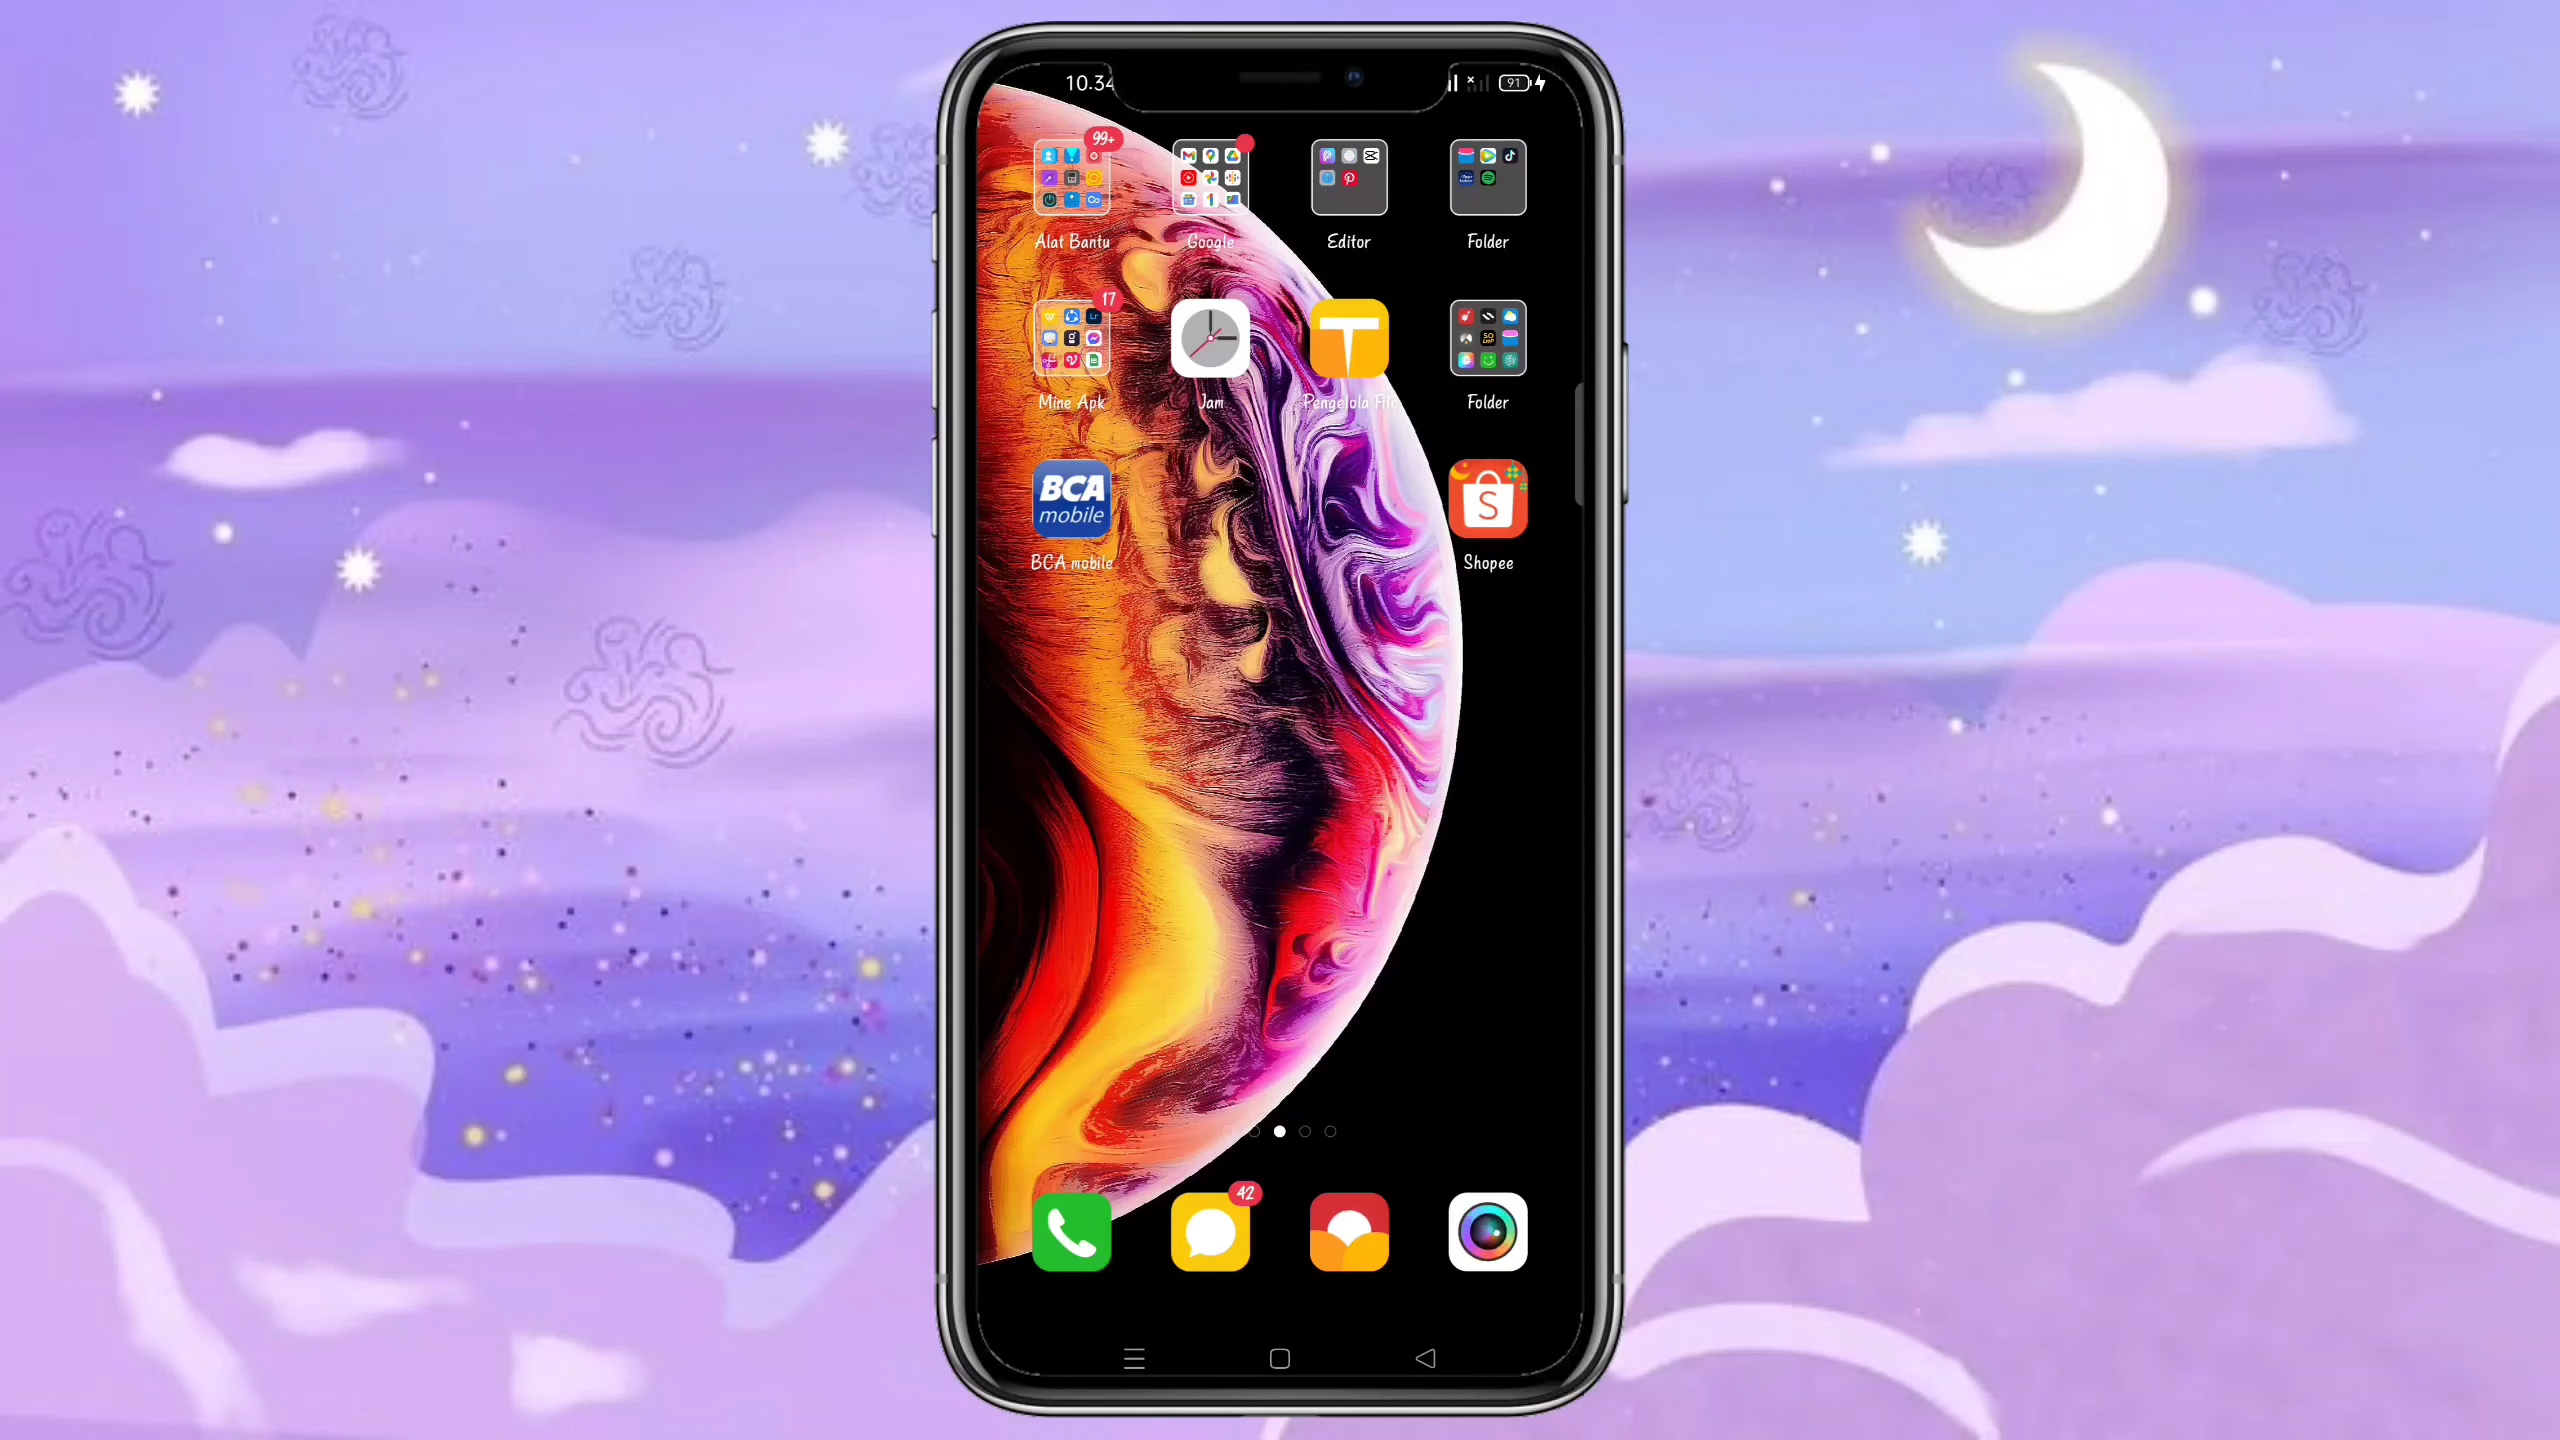 10.34
91
99+
Alat Bantu
Google
Editor
Folder
17
Mine Apk
Jam
Pengelola File
Folder
BCA
mobile
BCA mobile
S
Shopee
42